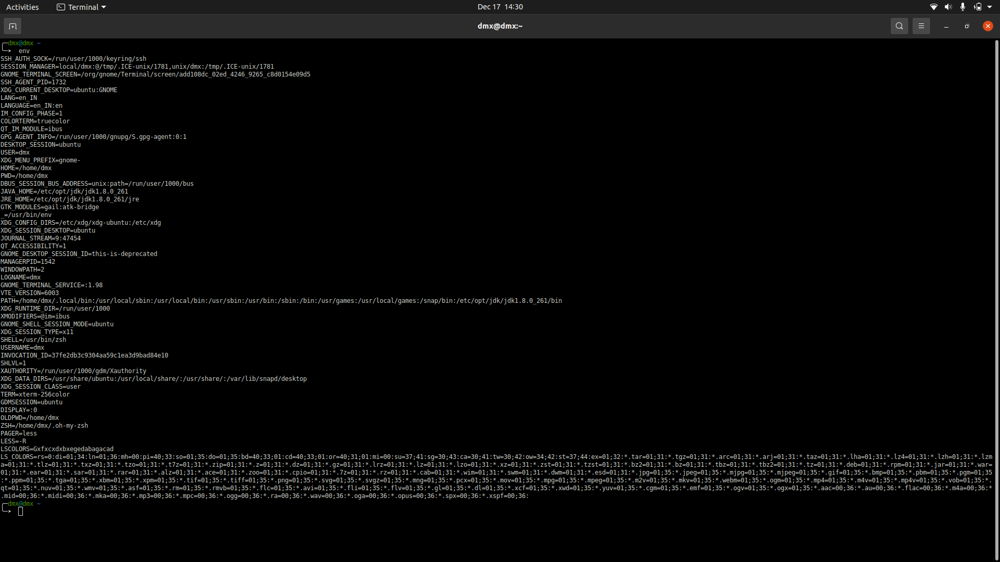 Activities
Terminal
Dec 17 14:30
dmx@dmx:~
dmx@dmx ~
env
SSH_AUTH_SOCK=/run/user/1000/keyring/ssh
SESSION_MANAGER=local/dmx:@/tmp/.ICE-unix/1781,unix/dmx:/tmp/.ICE-unix/1781
GNOME_TERMINAL_SCREEN=/org/gnome/Terminal/screen/add108dc_02ed_4246_9265_c8d0154e09d5
SSH_AGENT_PID=1732
XDG_CURRENT_DESKTOP=ubuntu:GNOME
LANG=en_IN
LANGUAGE=en_IN:en
IM_CONFIG_PHASE=1
COLORTERM=truecolor
QT_IM_MODULE=ibus
GPG_AGENT_INFO=/run/user/1000/gnupg/S.gpg-agent:0:1
DESKTOP_SESSION=ubuntu
USER=dmx
XDG_MENU_PREFIX=gnome-
HOME=/home/dmx
PWD=/home/dmx
DBUS_SESSION_BUS_ADDRESS=unix:path=/run/user/1000/bus
JAVA_HOME=/etc/opt/jdk/jdk1.8.0_261
JRE_HOME=/etc/opt/jdk/jdk1.8.0_261/jre
GTK_MODULES=gail:atk-bridge
_=/usr/bin/env
XDG_CONFIG_DIRS=/etc/xdg/xdg-ubuntu:/etc/xdg
XDG_SESSION_DESKTOP=ubuntu
JOURNAL_STREAM=9:47454
QT_ACCESSIBILITY=1
GNOME_DESKTOP_SESSION_ID=this-is-deprecated
MANAGERPID=1542
WINDOWPATH=2
LOGNAME=dmx
GNOME_TERMINAL_SERVICE=:1.98
VTE_VERSION=6003
PATH=/home/dmx/.local/bin:/usr/local/sbin:/usr/local/bin:/usr/sbin:/usr/bin:/sbin:/bin:/usr/games:/usr/local/games:/snap/bin:/etc/opt/jdk/jdk1.8.0_261/bin
XDG_RUNTIME_DIR=/run/user/1000
XMODIFIERS=@im=ibus
GNOME_SHELL_SESSION_MODE=ubuntu
XDG_SESSION_TYPE=x11
SHELL=/usr/bin/zsh
USERNAME=dmx
INVOCATION_ID=37fe2db3c9304aa59c1ea3d9bad84e10
SHLVL=1
XAUTHORITY=/run/user/1000/gdm/Xauthority
XDG_DATA_DIRS=/usr/share/ubuntu:/usr/local/share/:/usr/share/:/var/lib/snapd/desktop
XDG_SESSION_CLASS=user
TERM=xterm-256color
GDMSESSION=ubuntu
DISPLAY=:0
OLDPWD=/home/dmx
ZSH=/home/dmx/.oh-my-zsh
PAGER=less
LESS=-R
LSCOLORS=Gxfxcxdxbxegedabagacad
LS_COLORS=rs=0:di=01;34:ln=01;36:mh=00:pi=40;33:so=01;35:do=01;35:bd=40;33;01:cd=40;33;01:or=40;31;01:mi=00:su=37;41:sg=30;43:ca=30;41:tw=30;42:ow=34;42:st=37;44:ex=01;32:*.tar=01;31:*.tgz=01;31:*.arc=01;31:*.arj=01;31:*.taz=01;31:*.lha=01;31:*.lz4=01;31:*.lzh=01;31:*.lzm
a=01;31:*.tlz=01;31:*.txz=01;31:*.tzo=01;31:*.t7z=01;31:*.zip=01;31:*.z=01;31:*.dz=01;31:*.gz=01;31:*.lrz=01;31:*.lz=01;31:*.lzo=01;31:*.xz=01;31:*.zst=01;31:*.tzst=01;31:*.bz2=01;31:*.bz=01;31:*.tbz=01;31:*.tbz2=01;31:*.tz=01;31:*.deb=01;31:*.rpm=01;31:*.jar=01;31:*.war=
01;31:*.ear=01;31:*.sar=01;31:*.rar=01;31:*.alz=01;31:*.ace=01;31:*.zoo=01;31:*.cpio=01;31:*.7z=01;31:*.rz=01;31:*.cab=01;31:*.wim=01;31:*.swm=01;31:*.dwm=01;31:*.esd=01;31:*.jpg=01;35:*.jpeg=01;35:*.mjpg=01;35:*.mjpeg=01;35:*.gif=01;35:*.bmp=01;35:*.pbm=01;35:*.pgm=01;35
:*.ppm=01;35:*.tga=01;35:*.xbm=01;35:*.xpm=01;35:*.tif=01;35:*.tiff=01;35:*.png=01;35:*.svg=01;35:*.svgz=01;35:*.mng=01;35:*.pcx=01;35:*.mov=01;35:*.mpg=01;35:*.mpeg=01;35:*.m2v=01;35:*.mkv=01;35:*.webm=01;35:*.ogm=01;35:*.mp4=01;35:*.m4v=01;35:*.mp4v=01;35:*.vob=01;35:*.
qt=01;35:*.nuv=01;35:*.wmv=01;35:*.asf=01;35:*.rm=01;35:*.rmvb=01;35:*.flc=01;35:*.avi=01;35:*.fli=01;35:*.flv=01;35:*.gl=01;35:*.dl=01;35:*.xcf=01;35:*.xwd=01;35:*.yuv=01;35:*.cgm=01;35:*.emf=01;35:*.ogv=01;35:*.ogx=01;35:*.aac=00;36:*.au=00;36:*.flac=00;36:*.m4a=00;36:*
.mid=00;36:*.midi=00;36:*.mka=00;36:*.mp3=00;36:*.mpc=00;36:*.ogg=00;36:*.ra=00;36:*.wav=00;36:*.oga=00;36:*.opus=00;36:*.spx=00;36:*.xspf=00;36:
dmx@dmx ~